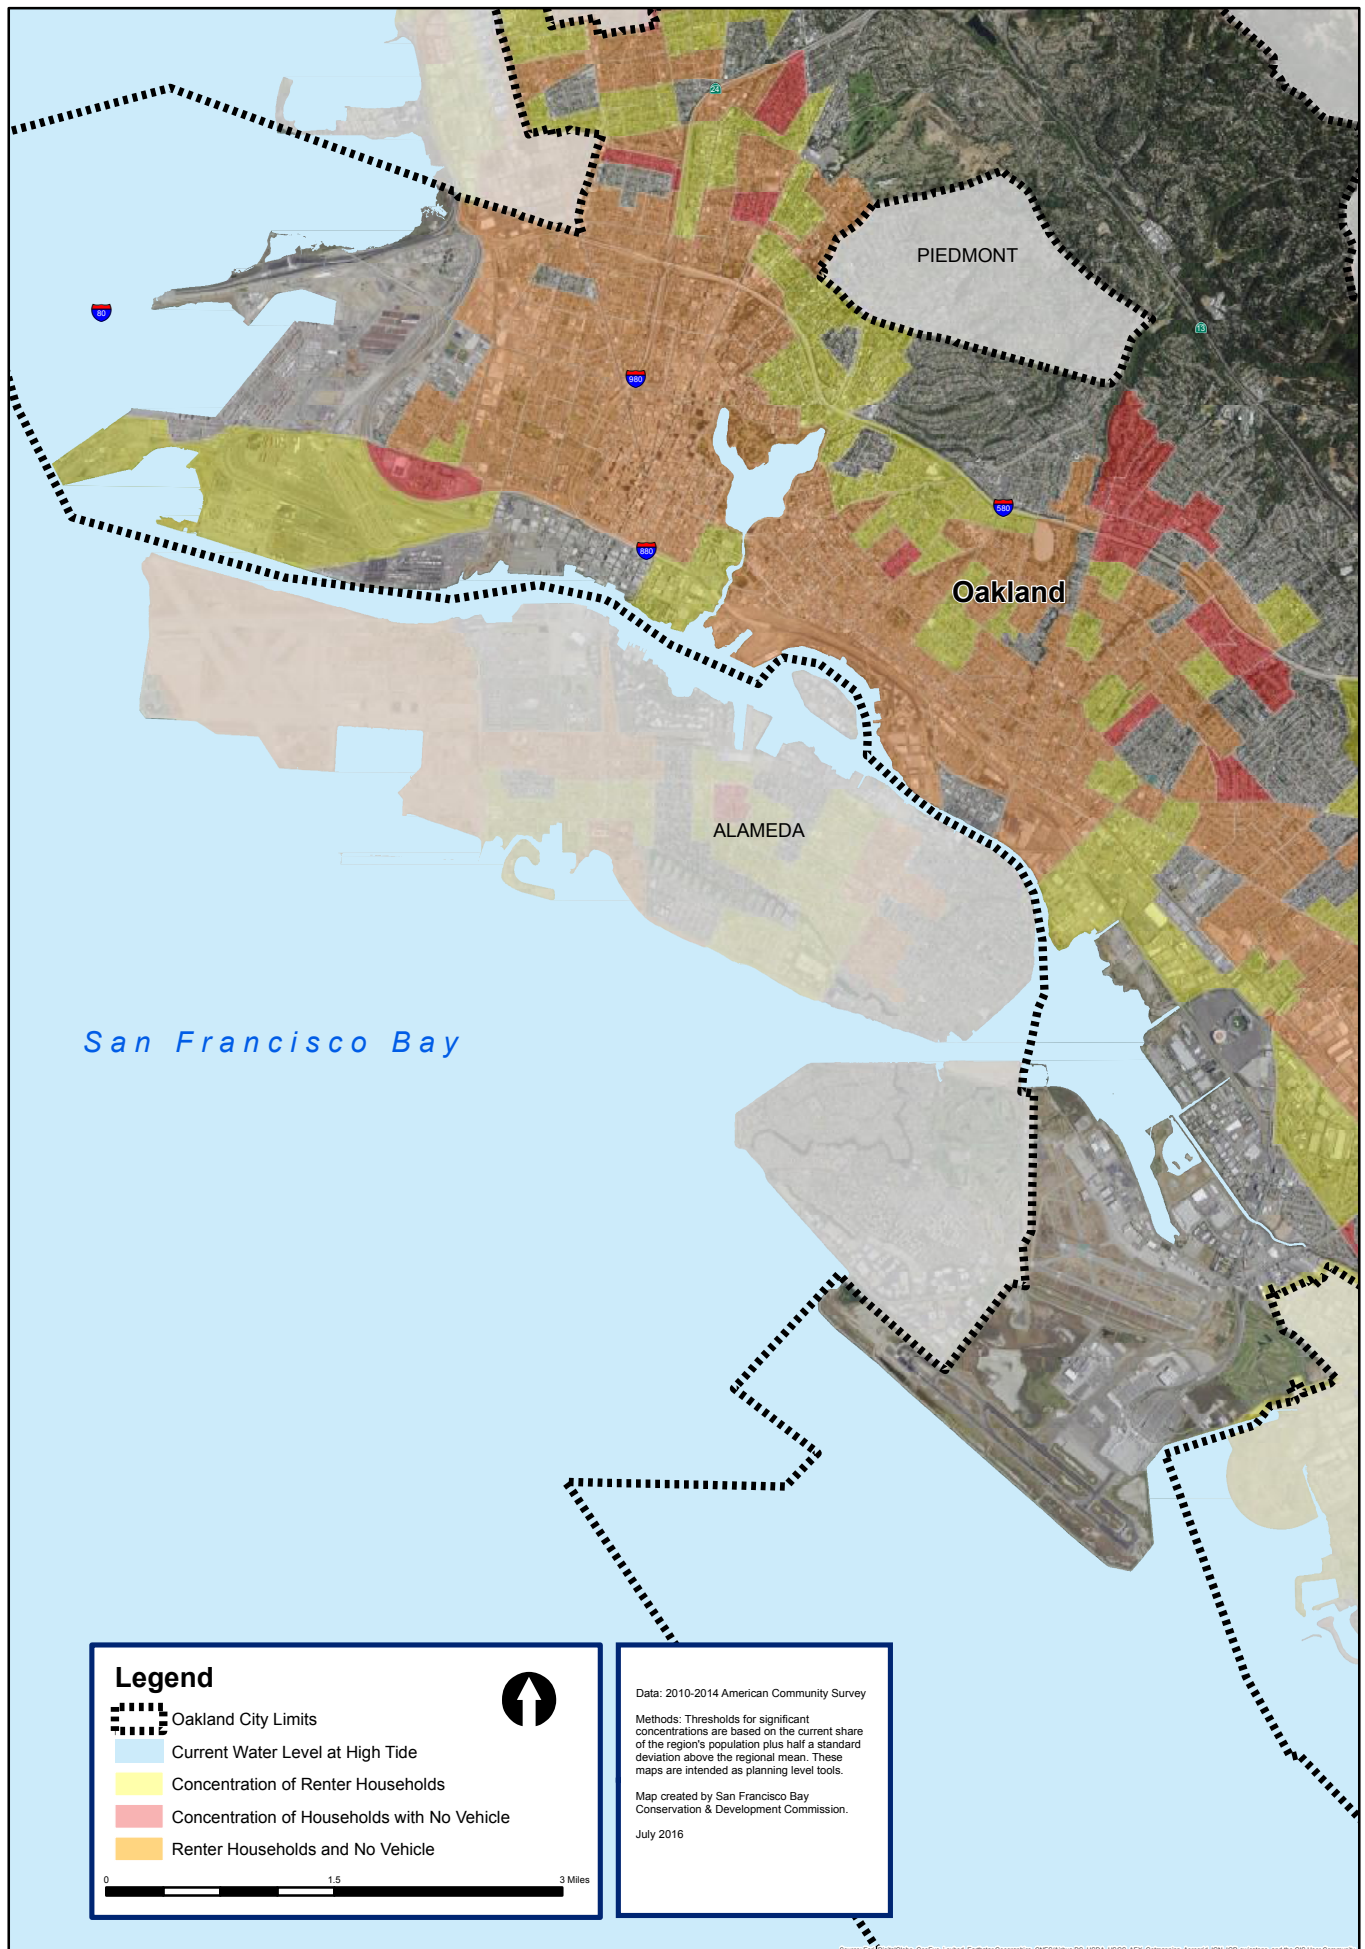 24
PIEDMONT
80
13
980
580
880
Oakland
ALAMEDA
San Francisco Bay
Legend
Oakland City Limits
Current Water Level at High Tide
Concentration of Renter Households
Concentration of Households with No Vehicle
Renter Households and No Vehicle
0 1.5 3 Miles
Data: 2010-2014 American Community Survey
Methods: Thresholds for significant
concentrations are based on the current share
of the region's population plus half a standard
deviation above the regional mean. These
maps are intended as planning level tools.
Map created by San Francisco Bay
Conservation & Development Commission.
July 2016